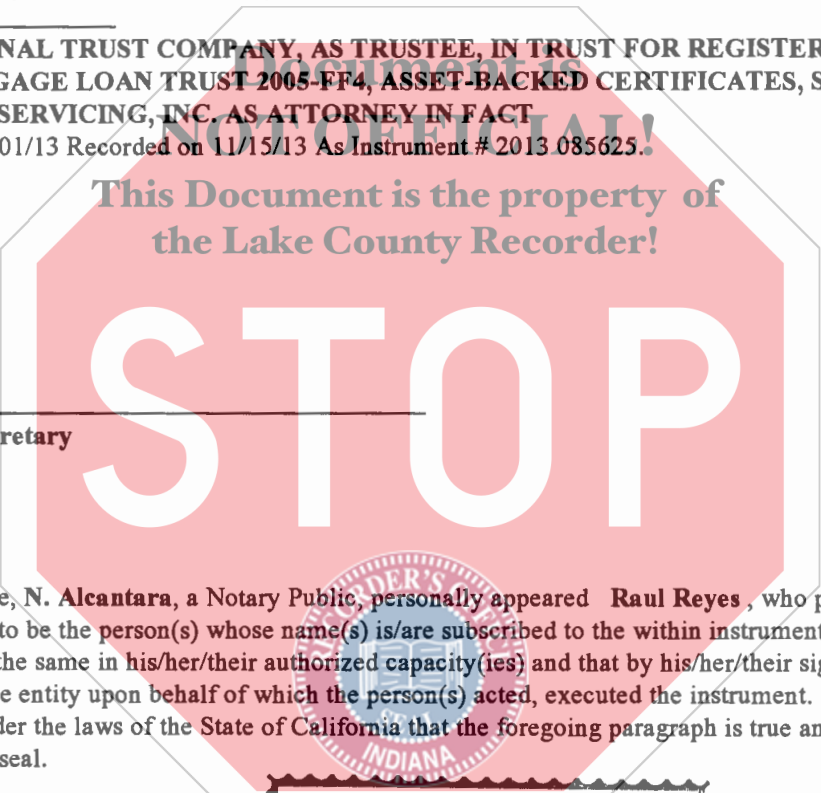 NAL TRUST COMPANY, AS TRUSTEE, IN TRUST FOR REGISTER
GAGE LOAN TRUST 2005-FF4, ASSET-BACKED CERTIFICATES, S
SERVICING, INC. AS ATTORNEY IN FACT
01/13 Recorded on 11/15/13 As Instrument # 2013 085625.
Document is
NOT OFFICIAL!
This Document is the property of
the Lake County Recorder!
STOP
retary
e, N. Alcantara, a Notary Public, personally appeared Raul Reyes , who p
to be the person(s) whose name(s) is/are subscribed to the within instrument
the same in his/her/their authorized capacity(ies) and that by his/her/their sig
e entity upon behalf of which the person(s) acted, executed the instrument.
der the laws of the State of California that the foregoing paragraph is true an
seal.
RECORDER'S OFFICE
SEAL
INDIANA